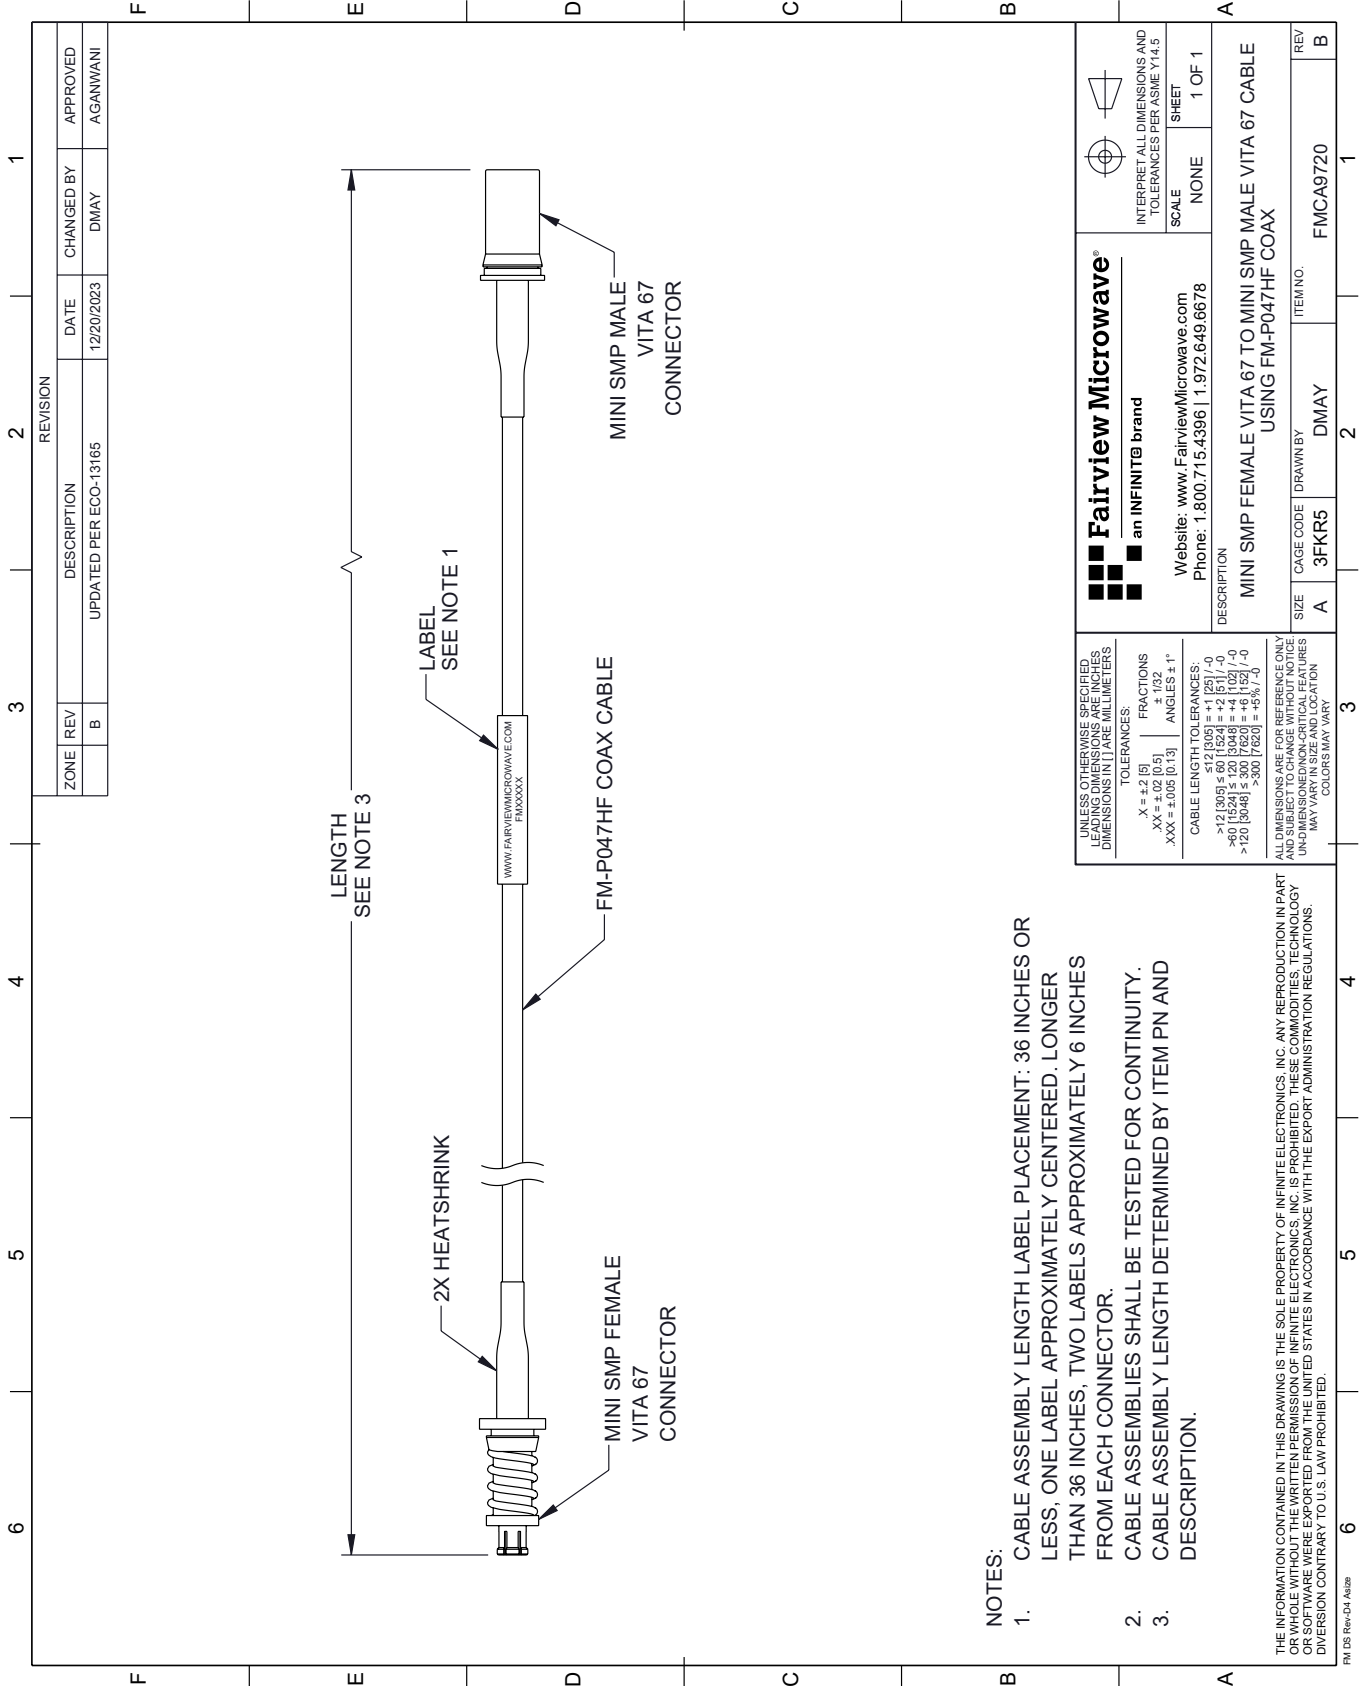 6
5
4
3
2
1
REVISION
ZONE
REV
DESCRIPTION
DATE
CHANGED BY
APPROVED
B
UPDATED PER ECO-13165
12/20/2023
DMAY
AGANWANI
F
F
E
E
D
D
C
C
B
B
A
A
LENGTH
SEE NOTE 3
LABEL
SEE NOTE 1
2X HEATSHRINK
WWW.FAIRVIEWMICROWAVE.COM
FMXXXXX
FM-P047HF COAX CABLE
MINI SMP FEMALE
VITA 67
CONNECTOR
MINI SMP MALE
VITA 67
CONNECTOR
NOTES:
1. CABLE ASSEMBLY LENGTH LABEL PLACEMENT: 36 INCHES OR
LESS, ONE LABEL APPROXIMATELY CENTERED. LONGER
THAN 36 INCHES, TWO LABELS APPROXIMATELY 6 INCHES
FROM EACH CONNECTOR.
2. CABLE ASSEMBLIES SHALL BE TESTED FOR CONTINUITY.
3. CABLE ASSEMBLY LENGTH DETERMINED BY ITEM PN AND
DESCRIPTION.
THE INFORMATION CONTAINED IN THIS DRAWING IS THE SOLE PROPERTY OF INFINITE ELECTRONICS, INC. ANY REPRODUCTION IN PART
OR WHOLE WITHOUT THE WRITTEN PERMISSION OF INFINITE ELECTRONICS, INC. IS PROHIBITED. THESE COMMODITIES, TECHNOLOGY
OR SOFTWARE WERE EXPORTED FROM THE UNITED STATES IN ACCORDANCE WITH THE EXPORT ADMINISTRATION REGULATIONS.
DIVERSION CONTRARY TO U.S. LAW PROHIBITED.
UNLESS OTHERWISE SPECIFIED
LEADING DIMENSIONS ARE INCHES
DIMENSIONS IN [ ] ARE MILLIMETERS
TOLERANCES:
.X = ±.2 [5]
.XX = ±.02 [0.5]
.XXX = ±.005 [0.13]
FRACTIONS
± 1/32
ANGLES ± 1°
CABLE LENGTH TOLERANCES:
≤12 [305] = +1 [25] / -0
>12 [305] ≤ 60 [1524] = +2 [51] / -0
>60 [1524] ≤ 120 [3048] = +4 [102] / -0
>120 [3048] ≤ 300 [7620] = +6 [152] / -0
>300 [7620] = +5% / -0
ALL DIMENSIONS ARE FOR REFERENCE ONLY
AND SUBJECT TO CHANGE WITHOUT NOTICE.
UN-DIMENSIONED/NON-CRITICAL FEATURES
MAY VARY IN SIZE AND LOCATION
COLORS MAY VARY
Fairview Microwave®
an INFINIT@ brand
Website: www.FairviewMicrowave.com
Phone: 1.800.715.4396 | 1.972.649.6678
INTERPRET ALL DIMENSIONS AND
TOLERANCES PER ASME Y14.5
SCALE
NONE
SHEET
1 OF 1
DESCRIPTION
MINI SMP FEMALE VITA 67 TO MINI SMP MALE VITA 67 CABLE
USING FM-P047HF COAX
SIZE
A
CAGE CODE
3FKR5
DRAWN BY
DMAY
ITEM NO.
FMCA9720
REV
B
6
5
4
3
2
1
FM DS Rev-D4 Asize